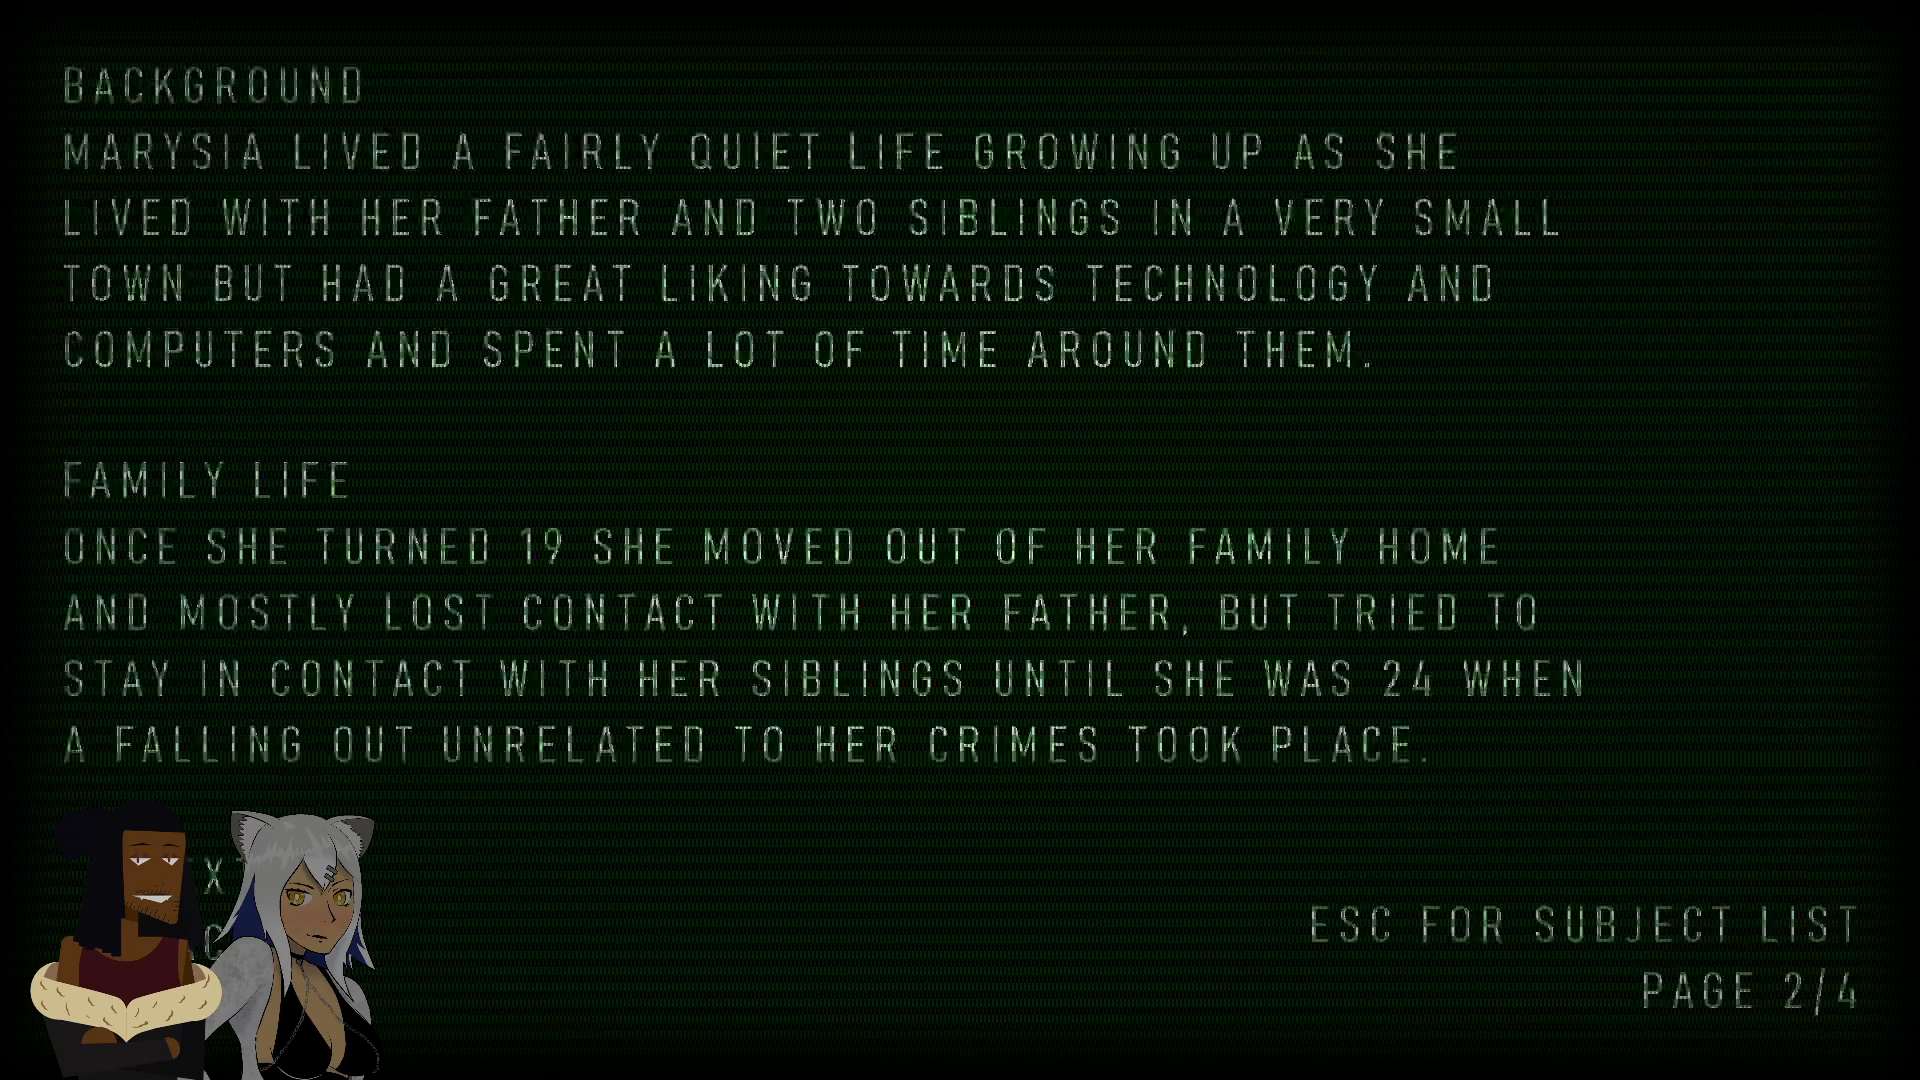 BACKGROUND
MARYSIA LIVED A FAIRLY QUIET LIFE GROWING UP AS SHE
LIVED WITH HER FATHER AND TWO SIBLINGS IN A VERY SMALL
TOWN BUT HAD A GREAT LIKING TOWARDS TECHNOLOGY AND
COMPUTERS AND SPENT A LOT OF TIME AROUND THEM.
FAMILY LIFE
ONCE SHE TURNED 19 SHE MOVED OUT OF HER FAMILY HOME
AND MOSTLY LOST CONTACT WITH HER FATHER, BUT TRIED TO
STAY IN CONTACT WITH HER SIBLINGS UNTIL SHE WAS 24 WHEN
A FALLING OUT UNRELATED TO HER CRIMES TOOK PLACE.
ESC FOR SUBJECT LIST
PAGE 2/4